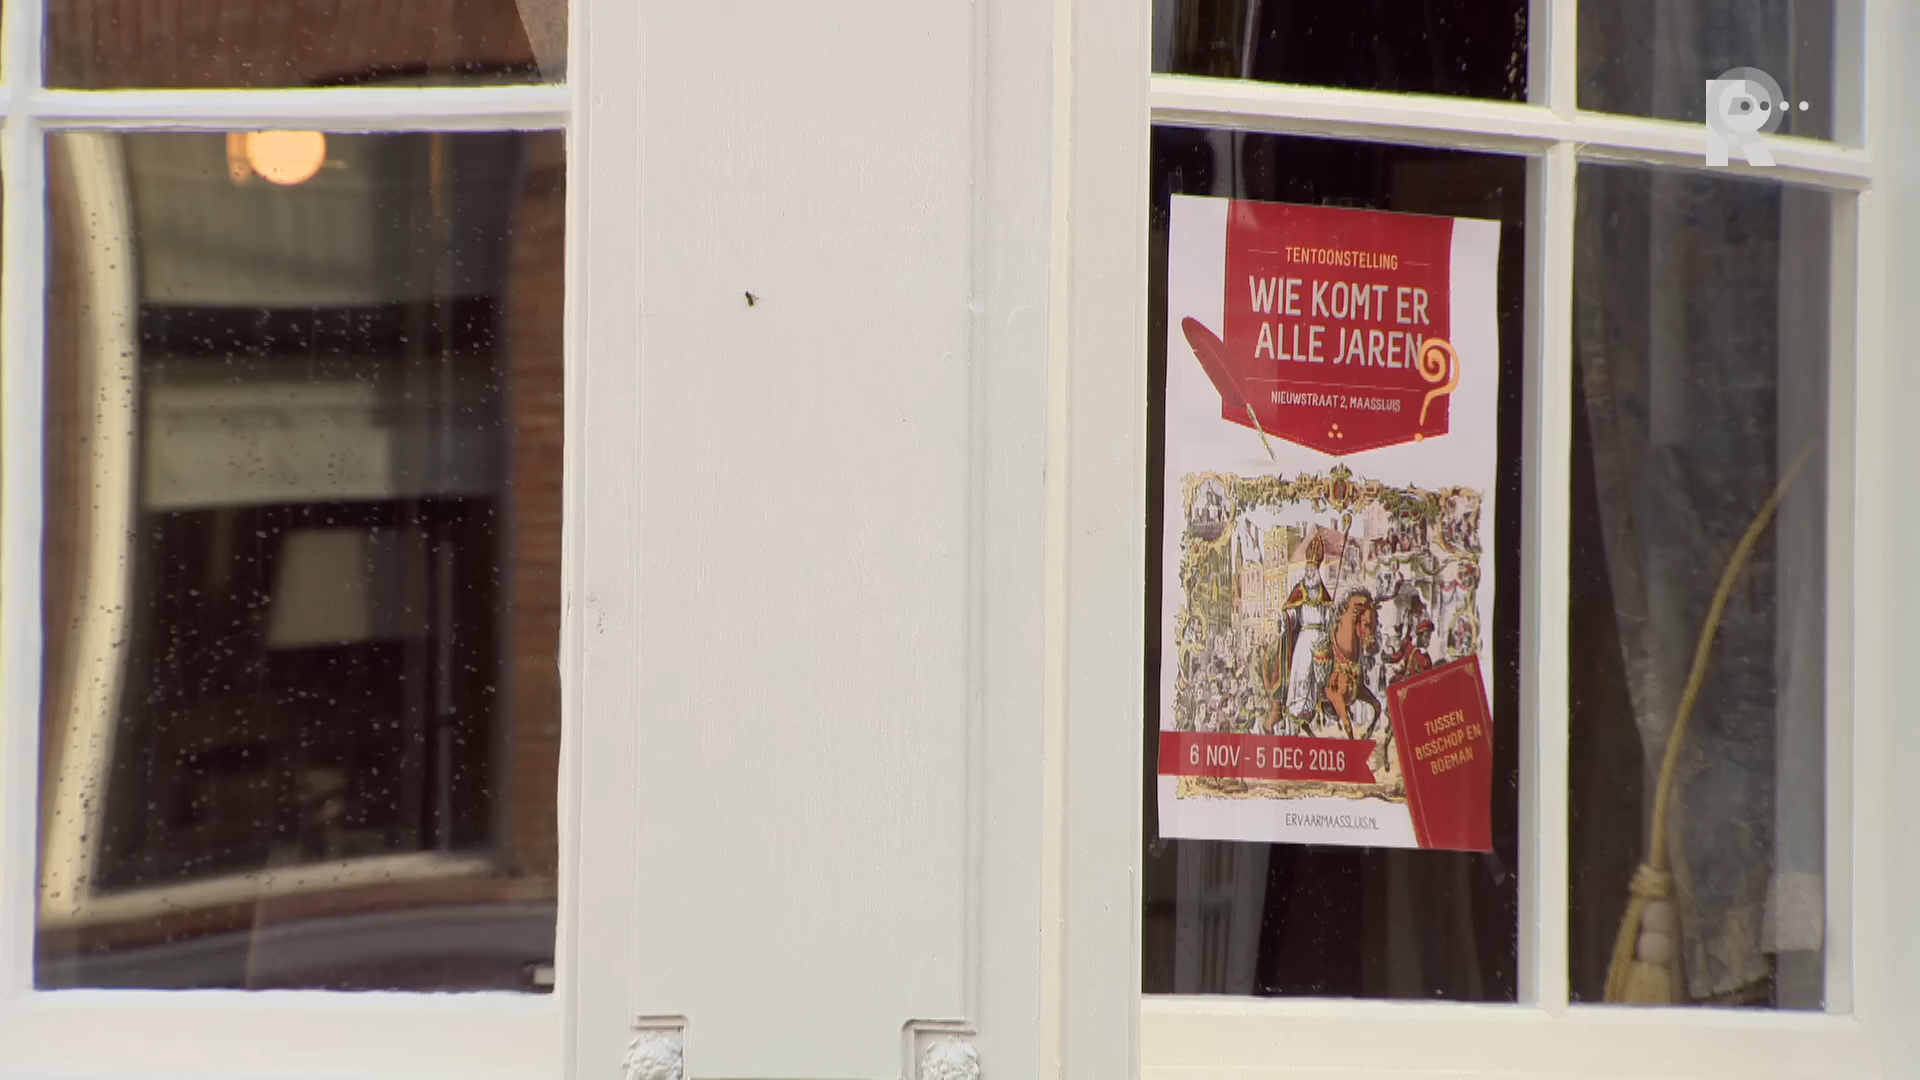 TENTOONSTELLING
WIE KOMT ER
ALLE JAREN?
NIEUWSTRAAT 2, MAASSLUIS
6 NOV - 5 DEC 2016
TUSSEN
BISSCHOP EN
BOEMAN
ERVAARMAASSLUIS.NL